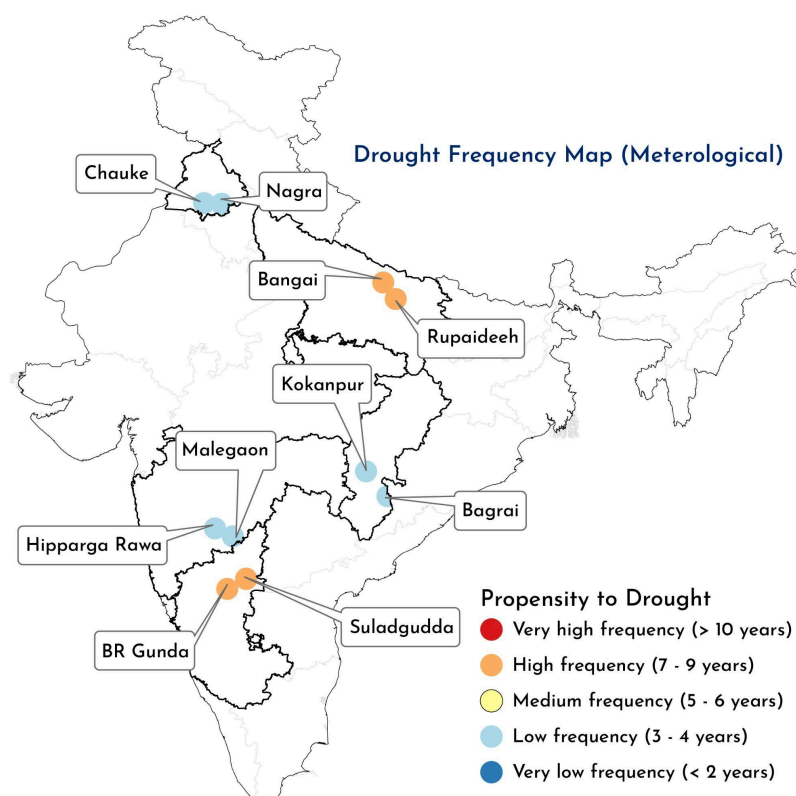 Drought Frequency Map (Meterological)
Chauke
Nagra
Bangai
Rupaideeh
Kokanpur
Malegaon
Bagrai
Hipparga Rawa
Suladgudda
BR Gunda
Propensity to Drought
Very high frequency (> 10 years)
High frequency (7 - 9 years)
Medium frequency (5 - 6 years)
Low frequency (3 - 4 years)
Very low frequency (< 2 years)